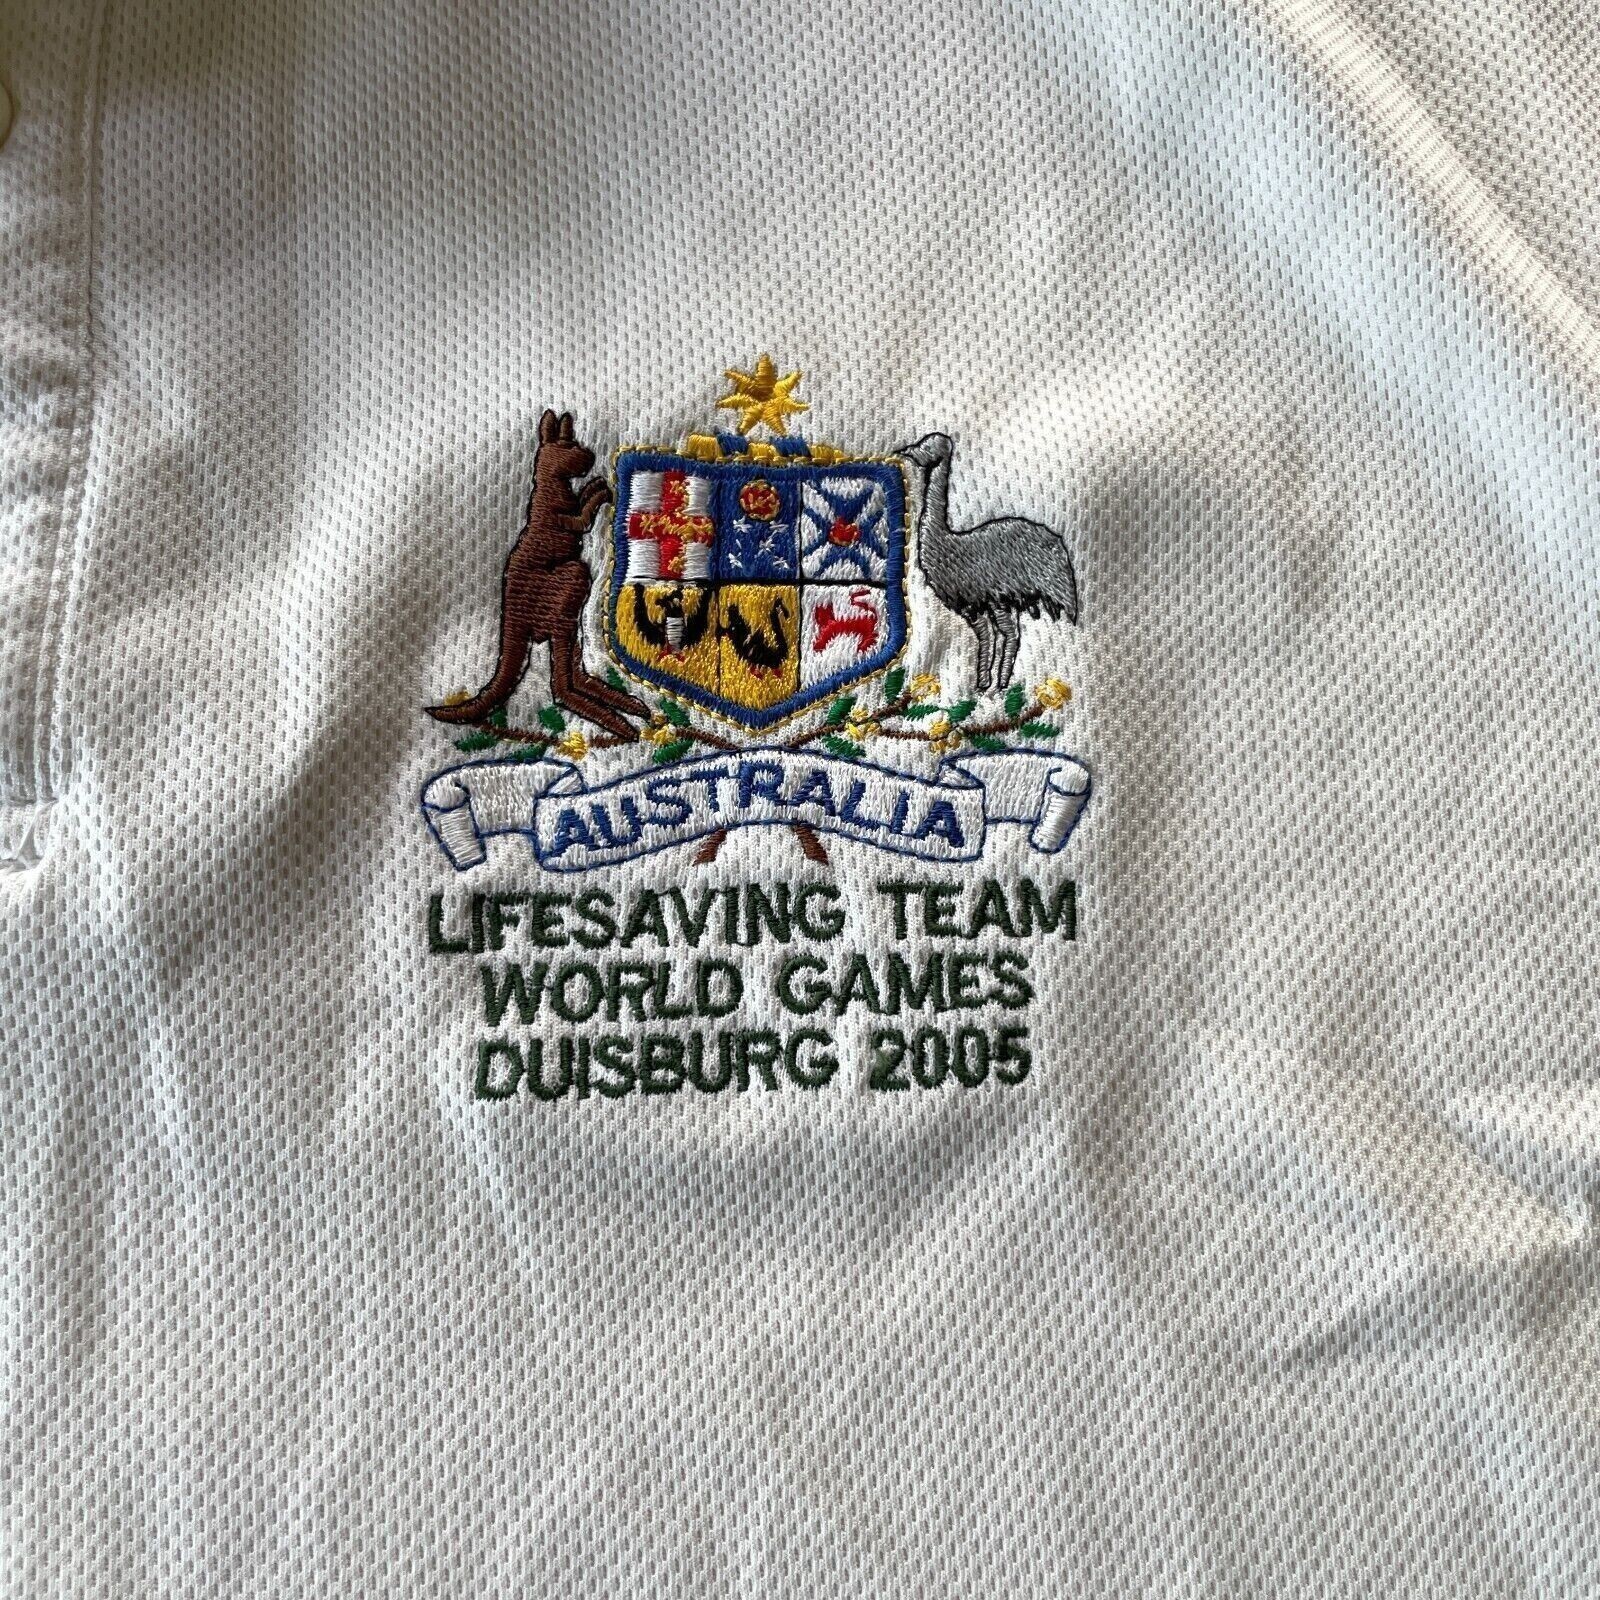 AUSTRALIA
LIFESAVING TEAM
WORLD GAMES
DUISBURG 2005